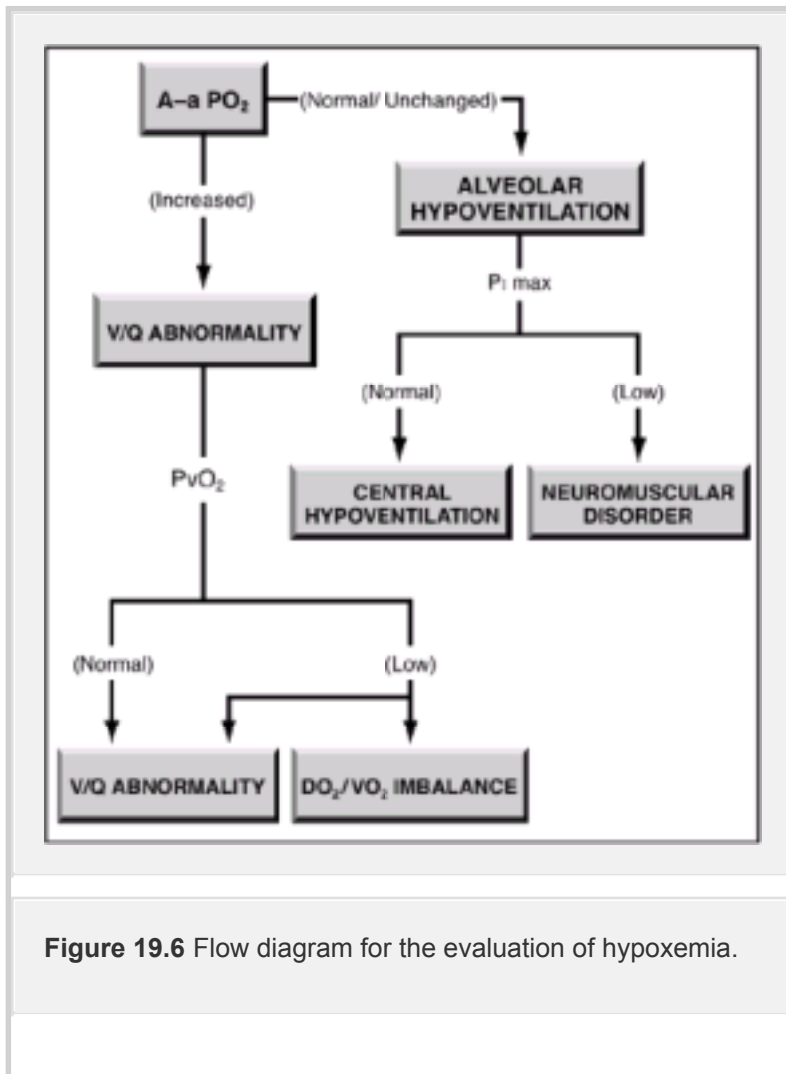 A–a PO₂
(Normal/ Unchanged)
(Increased)
ALVEOLAR
HYPOVENTILATION
PI max
V/Q ABNORMALITY
(Normal)
(Low)
PvO₂
CENTRAL
HYPOVENTILATION
NEUROMUSCULAR
DISORDER
(Normal)
(Low)
V/Q ABNORMALITY
DO₂/VO₂ IMBALANCE
Figure 19.6 Flow diagram for the evaluation of hypoxemia.